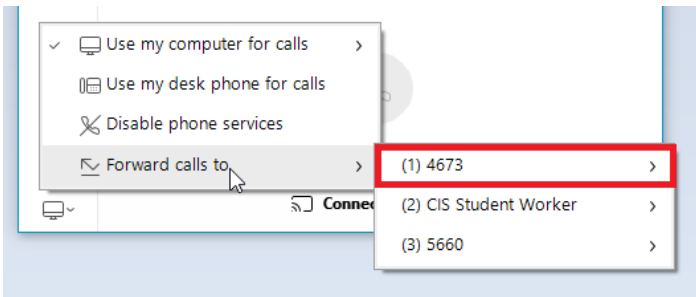 Use my computer for calls
Use my desk phone for calls
Disable phone services
Forward calls to
(1) 4673
(2) CIS Student Worker
(3) 5660